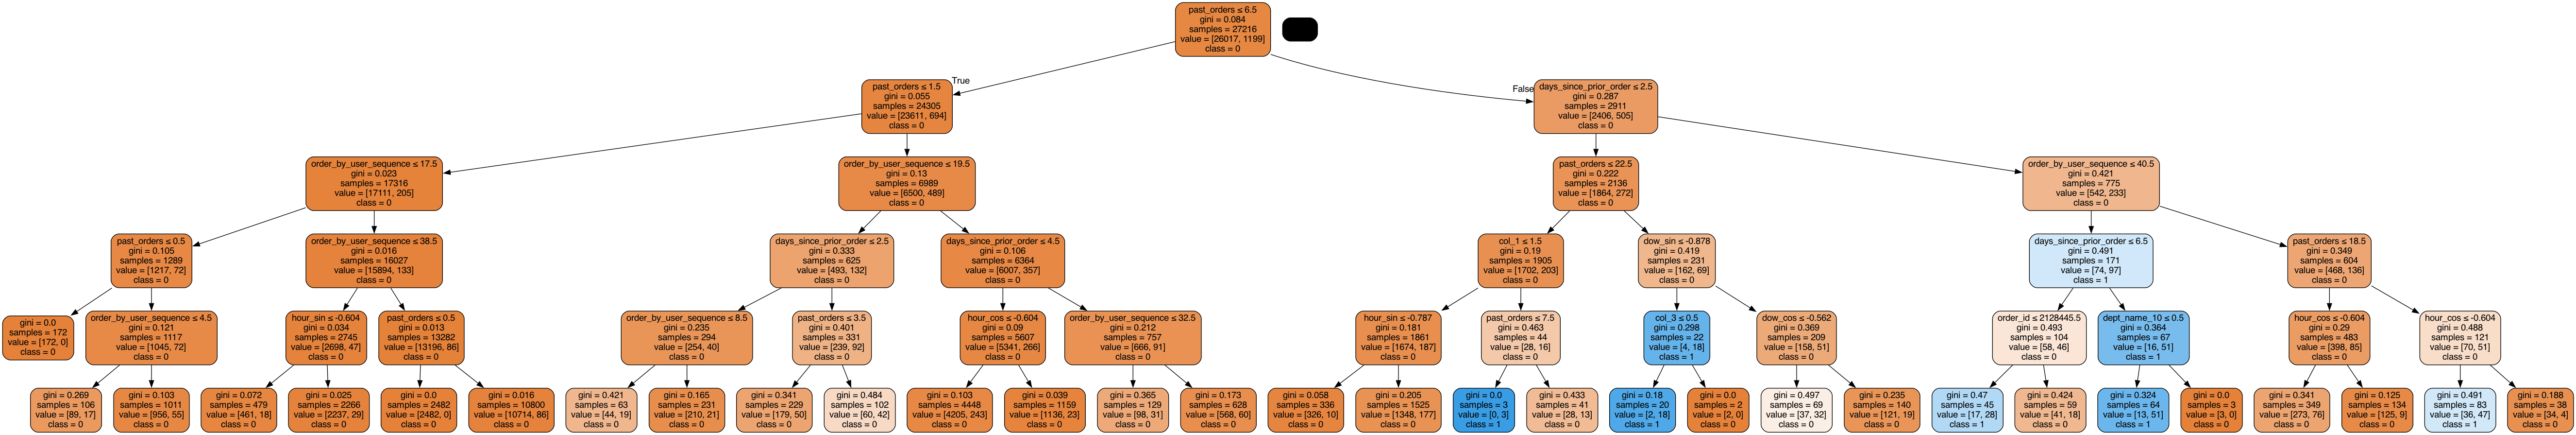 past_orders ≤ 6.5
gini = 0.084
samples = 27216
value = [26017, 1199]
class = 0
True
False
past_orders ≤ 1.5
gini = 0.055
samples = 24305
value = [23611, 694]
class = 0
days_since_prior_order ≤ 2.5
gini = 0.287
samples = 2911
value = [2406, 505]
class = 0
order_by_user_sequence ≤ 17.5
gini = 0.023
samples = 17316
value = [17111, 205]
class = 0
order_by_user_sequence ≤ 19.5
gini = 0.13
samples = 6989
value = [6500, 489]
class = 0
past_orders ≤ 22.5
gini = 0.222
samples = 2136
value = [1864, 272]
class = 0
order_by_user_sequence ≤ 40.5
gini = 0.421
samples = 775
value = [542, 233]
class = 0
past_orders ≤ 0.5
gini = 0.105
samples = 1289
value = [1217, 72]
class = 0
order_by_user_sequence ≤ 38.5
gini = 0.016
samples = 16027
value = [15894, 133]
class = 0
days_since_prior_order ≤ 2.5
gini = 0.333
samples = 625
value = [493, 132]
class = 0
days_since_prior_order ≤ 4.5
gini = 0.106
samples = 6364
value = [6007, 357]
class = 0
col_1 ≤ 1.5
gini = 0.19
samples = 1905
value = [1702, 203]
class = 0
dow_sin ≤ -0.878
gini = 0.419
samples = 231
value = [162, 69]
class = 0
days_since_prior_order ≤ 6.5
gini = 0.491
samples = 171
value = [74, 97]
class = 1
past_orders ≤ 18.5
gini = 0.349
samples = 604
value = [468, 136]
class = 0
gini = 0.0
samples = 172
value = [172, 0]
class = 0
order_by_user_sequence ≤ 4.5
gini = 0.121
samples = 1117
value = [1045, 72]
class = 0
hour_sin ≤ -0.604
gini = 0.034
samples = 2745
value = [2698, 47]
class = 0
past_orders ≤ 0.5
gini = 0.013
samples = 13282
value = [13196, 86]
class = 0
order_by_user_sequence ≤ 8.5
gini = 0.235
samples = 294
value = [254, 40]
class = 0
past_orders ≤ 3.5
gini = 0.401
samples = 331
value = [239, 92]
class = 0
hour_cos ≤ -0.604
gini = 0.09
samples = 5607
value = [5341, 266]
class = 0
order_by_user_sequence ≤ 32.5
gini = 0.212
samples = 757
value = [666, 91]
class = 0
hour_sin ≤ -0.787
gini = 0.181
samples = 1861
value = [1674, 187]
class = 0
past_orders ≤ 7.5
gini = 0.463
samples = 44
value = [28, 16]
class = 0
col_3 ≤ 0.5
gini = 0.298
samples = 22
value = [4, 18]
class = 1
dow_cos ≤ -0.562
gini = 0.369
samples = 209
value = [158, 51]
class = 0
order_id ≤ 2128445.5
gini = 0.493
samples = 104
value = [58, 46]
class = 0
dept_name_10 ≤ 0.5
gini = 0.364
samples = 67
value = [16, 51]
class = 1
hour_cos ≤ -0.604
gini = 0.29
samples = 483
value = [398, 85]
class = 0
hour_cos ≤ -0.604
gini = 0.488
samples = 121
value = [70, 51]
class = 0
gini = 0.269
samples = 106
value = [89, 17]
class = 0
gini = 0.103
samples = 1011
value = [956, 55]
class = 0
gini = 0.072
samples = 479
value = [461, 18]
class = 0
gini = 0.025
samples = 2266
value = [2237, 29]
class = 0
gini = 0.0
samples = 2482
value = [2482, 0]
class = 0
gini = 0.016
samples = 10800
value = [10714, 86]
class = 0
gini = 0.421
samples = 63
value = [44, 19]
class = 0
gini = 0.165
samples = 231
value = [210, 21]
class = 0
gini = 0.341
samples = 229
value = [179, 50]
class = 0
gini = 0.484
samples = 102
value = [60, 42]
class = 0
gini = 0.103
samples = 4448
value = [4205, 243]
class = 0
gini = 0.039
samples = 1159
value = [1136, 23]
class = 0
gini = 0.365
samples = 129
value = [98, 31]
class = 0
gini = 0.173
samples = 628
value = [568, 60]
class = 0
gini = 0.058
samples = 336
value = [326, 10]
class = 0
gini = 0.205
samples = 1525
value = [1348, 177]
class = 0
gini = 0.0
samples = 3
value = [0, 3]
class = 1
gini = 0.433
samples = 41
value = [28, 13]
class = 0
gini = 0.18
samples = 20
value = [2, 18]
class = 1
gini = 0.0
samples = 2
value = [2, 0]
class = 0
gini = 0.497
samples = 69
value = [37, 32]
class = 0
gini = 0.235
samples = 140
value = [121, 19]
class = 0
gini = 0.47
samples = 45
value = [17, 28]
class = 1
gini = 0.424
samples = 59
value = [41, 18]
class = 0
gini = 0.324
samples = 64
value = [13, 51]
class = 1
gini = 0.0
samples = 3
value = [3, 0]
class = 0
gini = 0.341
samples = 349
value = [273, 76]
class = 0
gini = 0.125
samples = 134
value = [125, 9]
class = 0
gini = 0.491
samples = 83
value = [36, 47]
class = 1
gini = 0.188
samples = 38
value = [34, 4]
class = 0